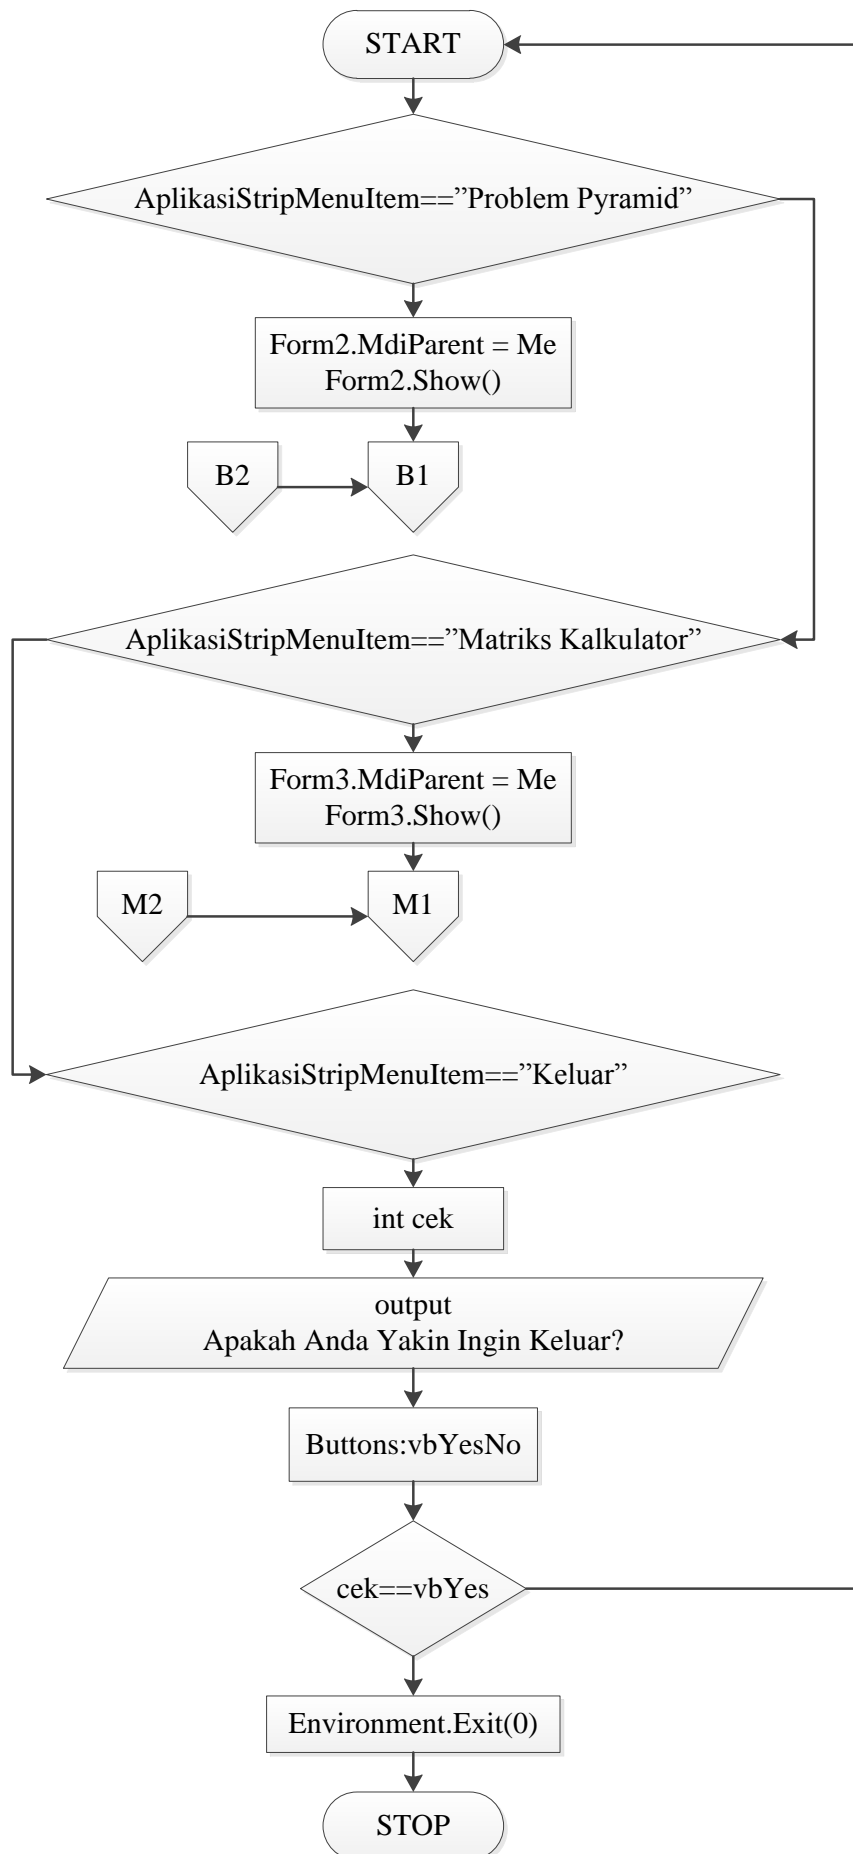 START
AplikasiStripMenuItem==”Problem Pyramid”
Form2.MdiParent = Me
Form2.Show()
B2
B1
AplikasiStripMenuItem==”Matriks Kalkulator”
Form3.MdiParent = Me
Form3.Show()
M2
M1
AplikasiStripMenuItem==”Keluar”
int cek
output
Apakah Anda Yakin Ingin Keluar?
Buttons:vbYesNo
cek==vbYes
Environment.Exit(0)
STOP